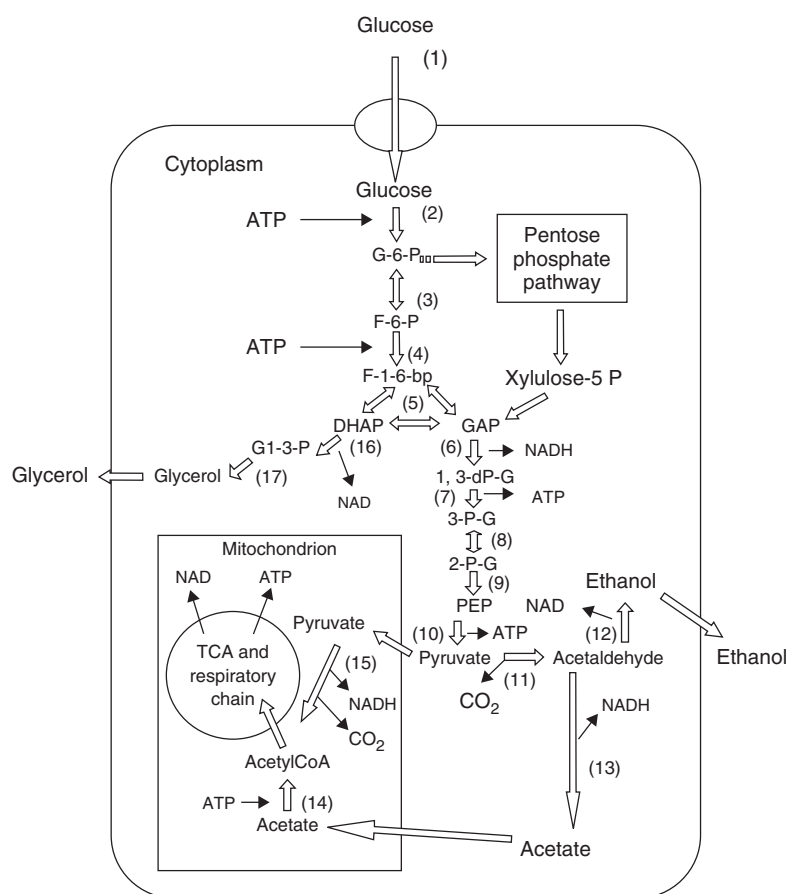 Glucose
(1)
Cytoplasm
Glucose
ATP
(2)
G-6-P
Pentose
phosphate
pathway
(3)
F-6-P
ATP
(4)
F-1-6-bp
Xylulose-5 P
(5)
DHAP
GAP
G1-3-P
(16)
(6)
NADH
Glycerol
Glycerol
(17)
1, 3-dP-G
NAD
(7)
ATP
3-P-G
(8)
Mitochondrion
2-P-G
NAD
ATP
(9)
Ethanol
PEP
NAD
Pyruvate
(10)
ATP
(12)
TCA and
respiratory
chain
(15)
Pyruvate
Acetaldehyde
Ethanol
(11)
NADH
CO2
NADH
CO2
AcetylCoA
(13)
ATP
(14)
Acetate
Acetate